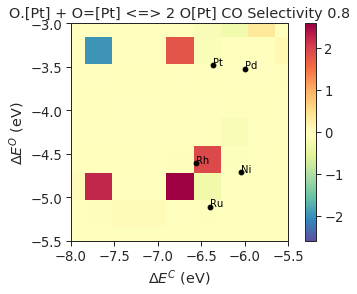 O.[Pt] + O=[Pt] <=> 2 O[Pt] CO Selectivity 0.8
−3.0
−3.5
−4.0
−4.5
−5.0
−5.5
ΔE^O (eV)
Pt
Pd
Rh
Ni
Ru
−8.0 −7.5 −7.0 −6.5 −6.0 −5.5
ΔE^C (eV)
2
1
0
−1
−2